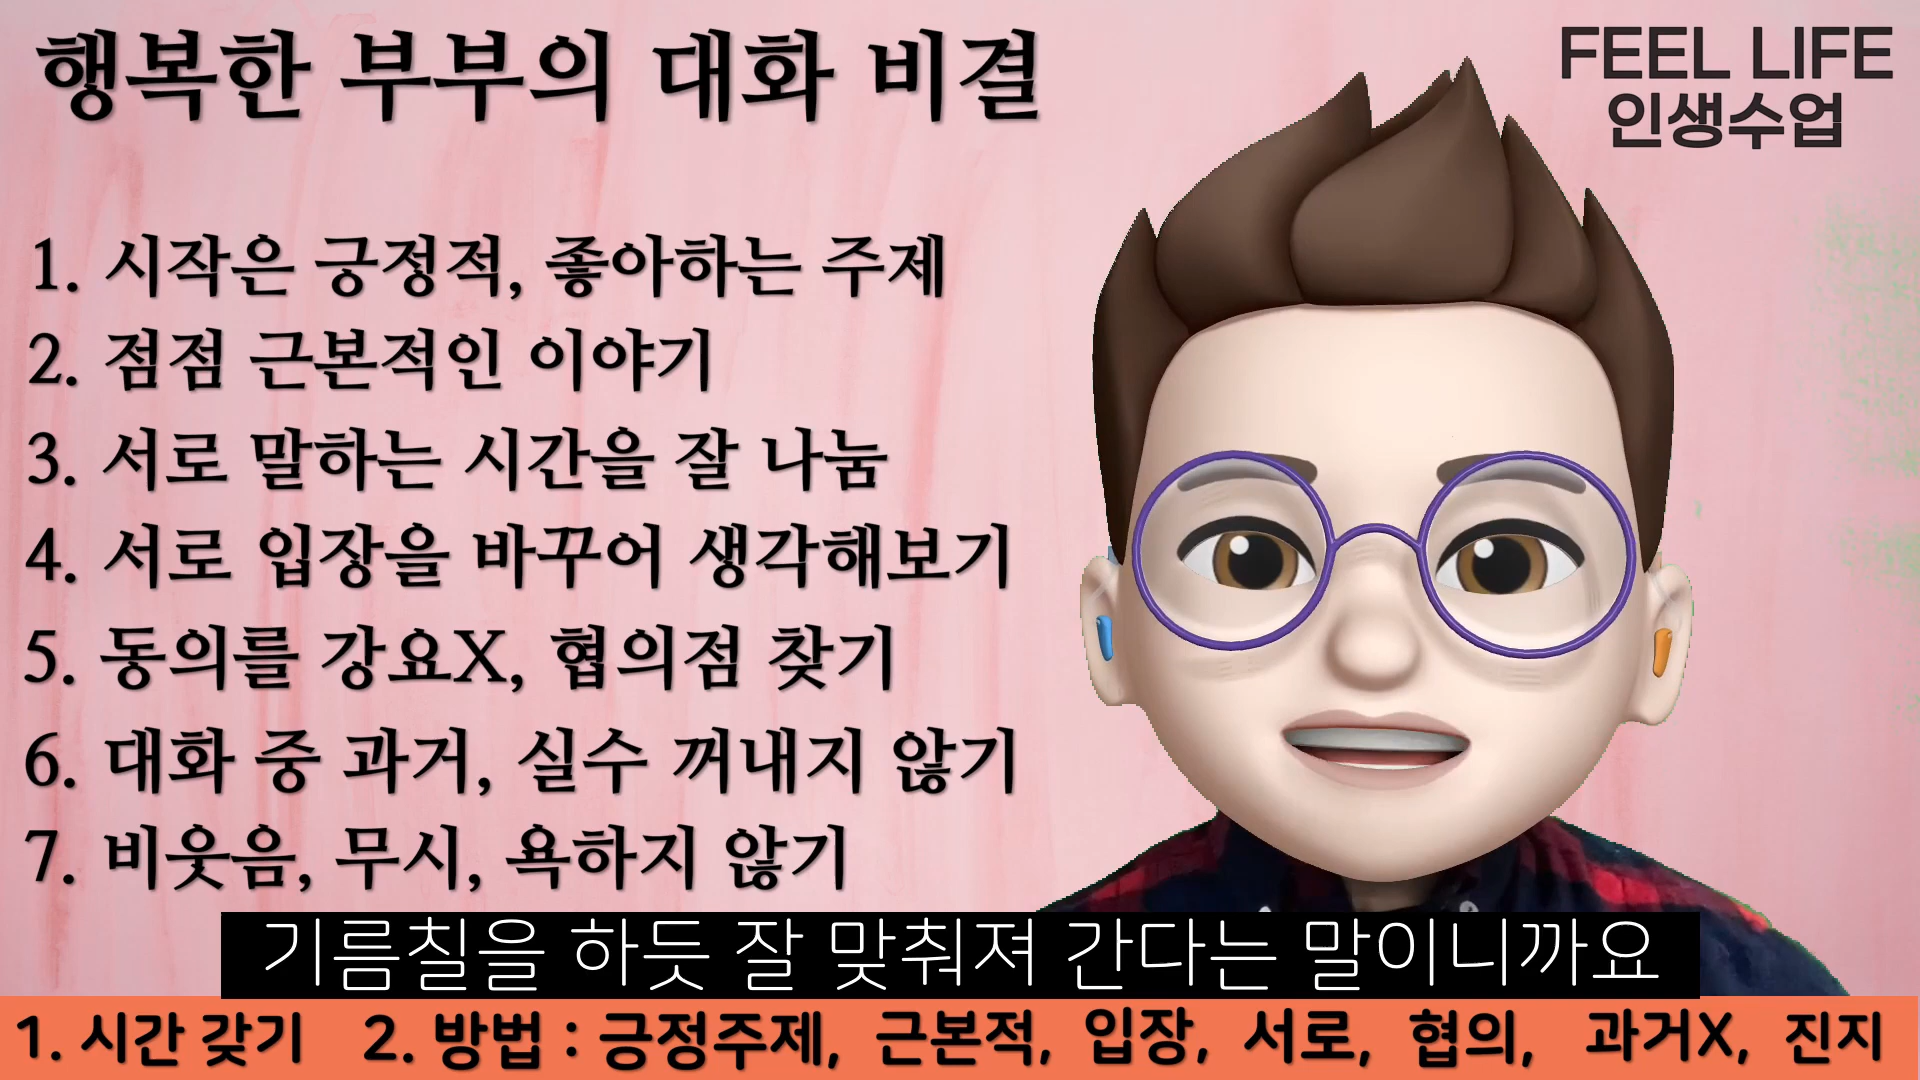 행복한 부부의 대화 비결
FEEL LIFE
인생수업
1. 시작은 긍정적, 좋아하는 주제
2. 점점 근본적인 이야기
3. 서로 말하는 시간을 잘 나눔
4. 서로 입장을 바꾸어 생각해보기
5. 동의를 강요X, 협의점 찾기
6. 대화 중 과거, 실수 꺼내지 않기
7. 비웃음, 무시, 욕하지 않기
기름칠을 하듯 잘 맞춰져 간다는 말이니까요
1. 시간 갖기 2. 방법 : 긍정주제, 근본적, 입장, 서로, 협의, 과거X, 진지